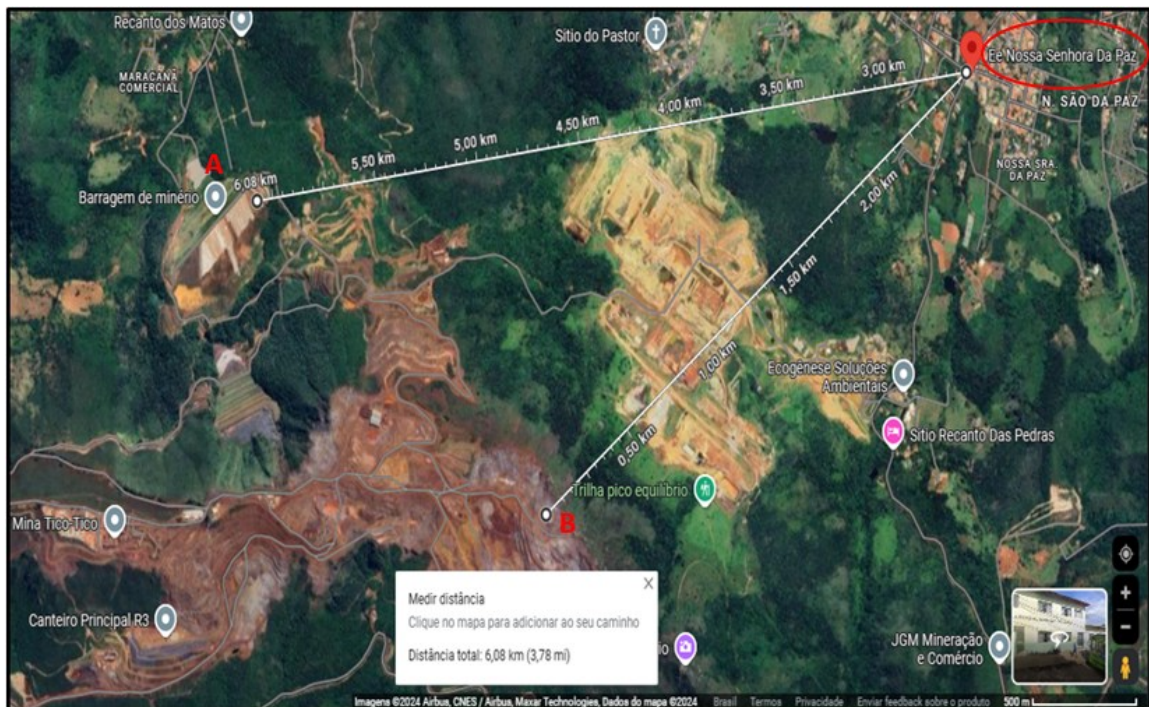 Recanto dos Matos
Sítio do Pastor
Ee Nossa Senhora Da Paz
MARACANÃ
COMERCIAL
N. SÃO DA PAZ
3,00 km
3,50 km
4,00 km
4,50 km
5,00 km
5,50 km
6,08 km
A
Barragem de minério
NOSSA SRA.
DA PAZ
2,00 km
1,50 km
1,00 km
0,50 km
Ecogênese Soluções
Ambientais
Sítio Recanto Das Pedras
Trilha pico equilíbrio
B
Mina Tico-Tico
Canteiro Principal R3
Medir distância
Clique no mapa para adicionar ao seu caminho
Distância total: 6,08 km (3,78 mi)
io
JGM Mineração
e Comércio
Imagens ©2024 Airbus, CNES / Airbus, Maxar Technologies, Dados do mapa ©2024 Brasil Termos Privacidade Enviar feedback sobre o produto 500 m